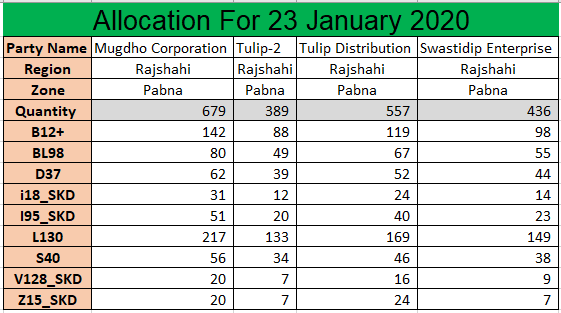 Allocation For 23 January 2020
Party Name Mugdho Corporation Tulip-2 Tulip Distribution Swastidip Enterprise
Region Rajshahi Rajshahi Rajshahi Rajshahi
Zone Pabna Pabna Pabna Pabna
Quantity 679 389 557 436
B12+ 142 88 119 98
BL98 80 49 67 55
D37 62 39 52 44
i18_SKD 31 12 24 14
I95_SKD 51 20 40 23
L130 217 133 169 149
S40 56 34 46 38
V128_SKD 20 7 16 9
Z15_SKD 20 7 24 7